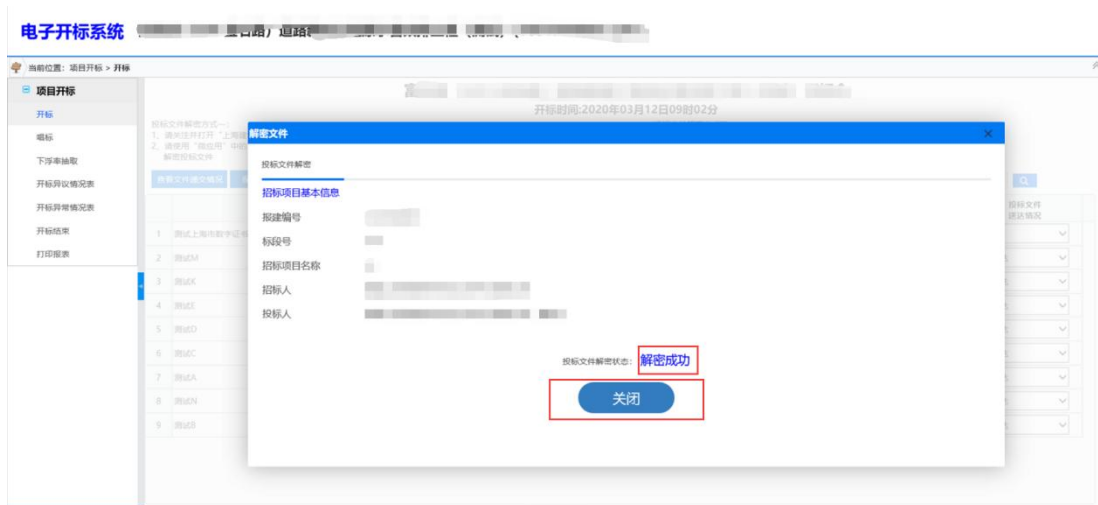 电子开标系统
道路
当前位置：项目开标 > 开标
项目开标
开标
唱标
下浮率抽取
开标异议情况表
开标异常情况表
开标结束
打印报表
开标时间:2020年03月12日09时02分
投标文件解密方式一:
1、请关注并打开“上海建
2、请使用“微应用”中的
解密投标文件
查看文件递交情况
投标文件
送达情况
1 测试上海市数字证书
2 测试M
3 测试K
4 测试E
5 测试D
6 测试C
7 测试A
8 测试N
9 测试B
解密文件
投标文件解密
招标项目基本信息
报建编号
标段号
招标项目名称
招标人
投标人
投标文件解密状态: 解密成功
关闭